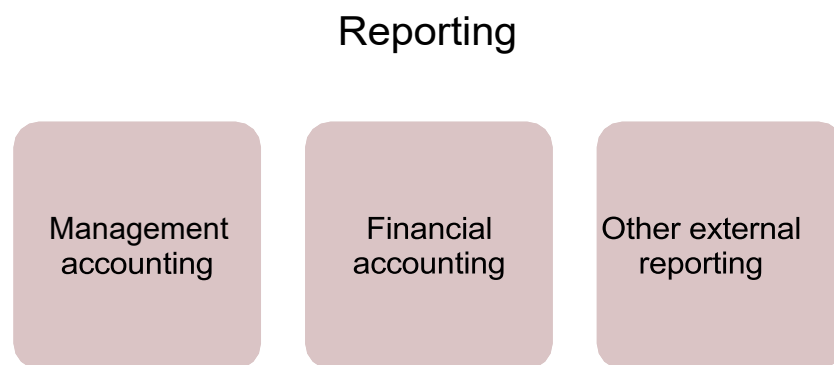 Reporting
Management
accounting
Financial
accounting
Other external
reporting